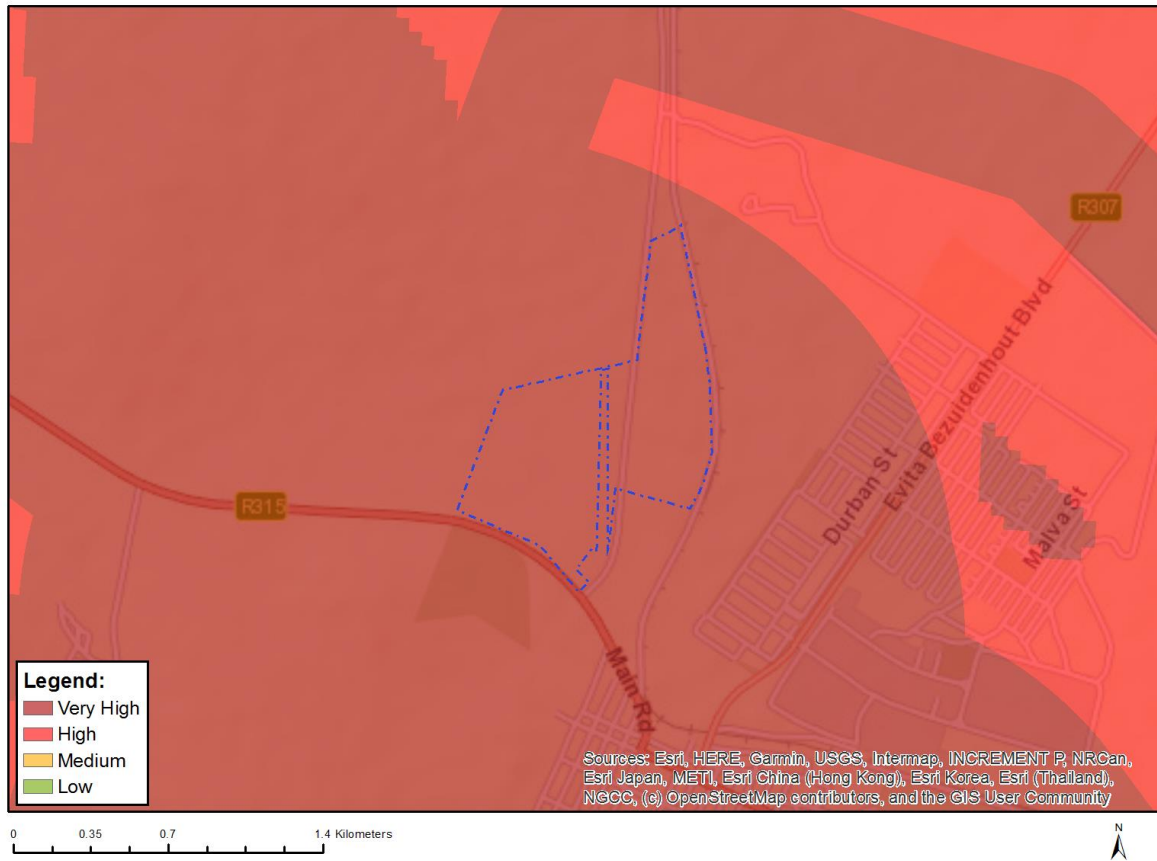 R307
Evita Bezuidenhout Blvd
Durban St
Malva St
R315
Main Rd
Legend:
Very High
High
Medium
Low
Sources: Esri, HERE, Garmin, USGS, Intermap, INCREMENT P, NRCan,
Esri Japan, METI, Esri China (Hong Kong), Esri Korea, Esri (Thailand),
NGCC, (c) OpenStreetMap contributors, and the GIS User Community
0 0.35 0.7 1.4 Kilometers
N